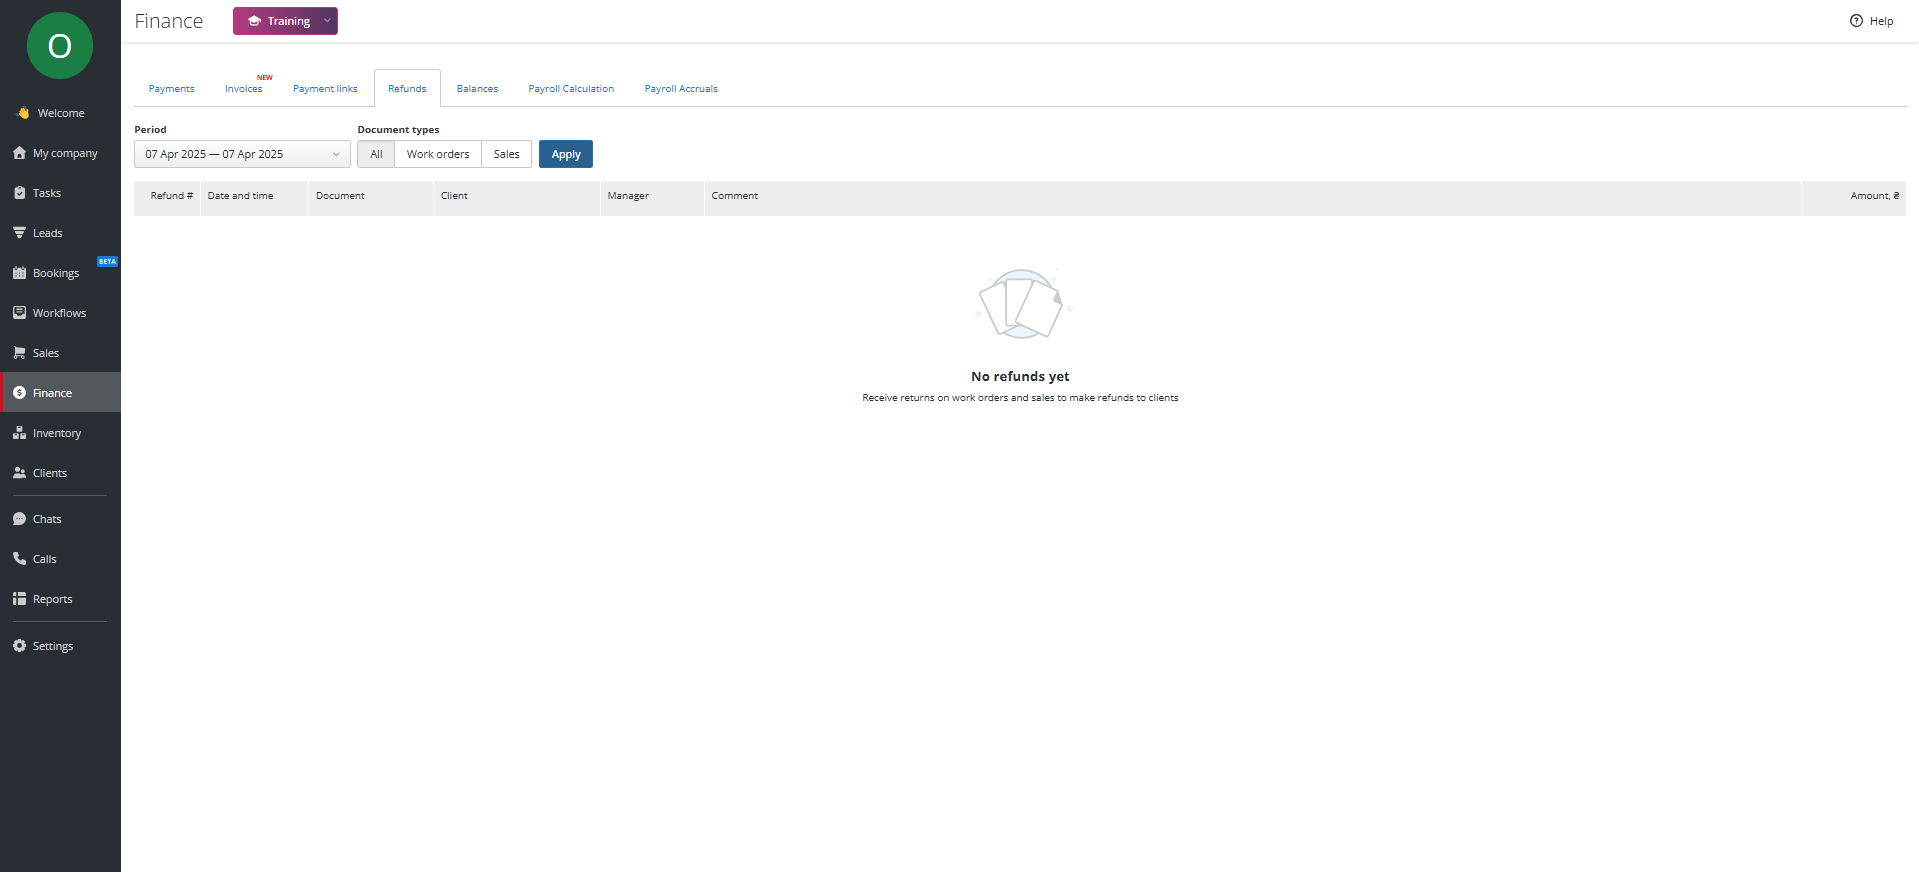 O
Finance
Training
Help
Welcome
My company
Tasks
Leads
Bookings
BETA
Workflows
Sales
Finance
Inventory
Clients
Chats
Calls
Reports
Settings
Payments
Invoices
NEW
Payment links
Refunds
Balances
Payroll Calculation
Payroll Accruals
Period
Document types
07 Apr 2025 — 07 Apr 2025
All
Work orders
Sales
Apply
Refund #
Date and time
Document
Client
Manager
Comment
Amount, ₴
No refunds yet
Receive returns on work orders and sales to make refunds to clients